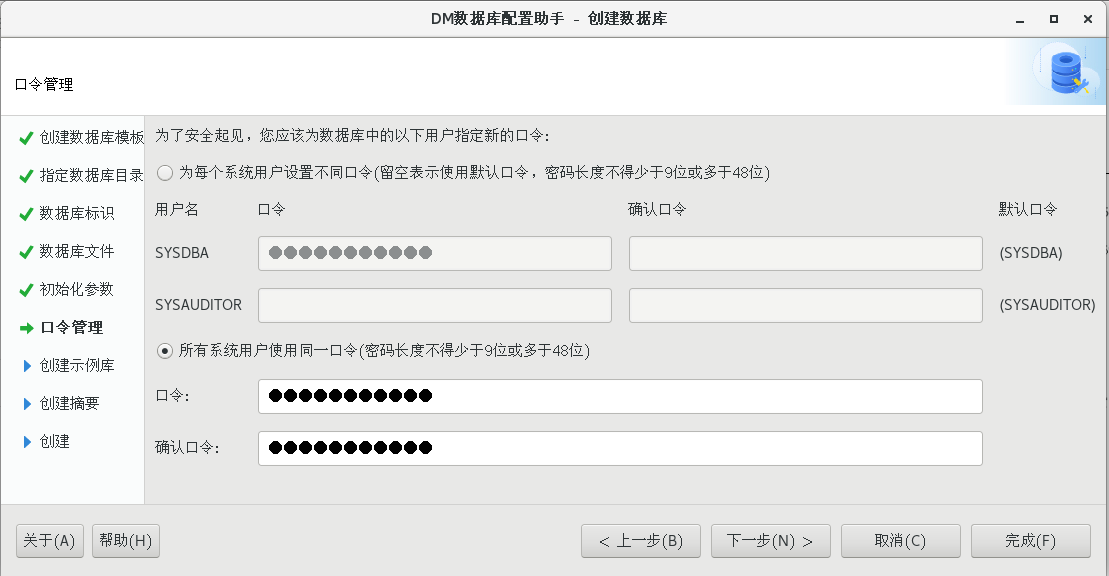 DM数据库配置助手 - 创建数据库
口令管理
创建数据库模板
指定数据库目录
数据库标识
数据库文件
初始化参数
口令管理
创建示例库
创建摘要
创建
为了安全起见，您应该为数据库中的以下用户指定新的口令:
为每个系统用户设置不同口令(留空表示使用默认口令，密码长度不得少于9位或多于48位)
用户名 口令 确认口令 默认口令
SYSDBA ●●●●●●●●●●● (SYSDBA)
SYSAUDITOR (SYSAUDITOR)
所有系统用户使用同一口令(密码长度不得少于9位或多于48位)
口令: ●●●●●●●●●●●
确认口令: ●●●●●●●●●●●
关于(A) 帮助(H) < 上一步(B) 下一步(N) > 取消(C) 完成(F)